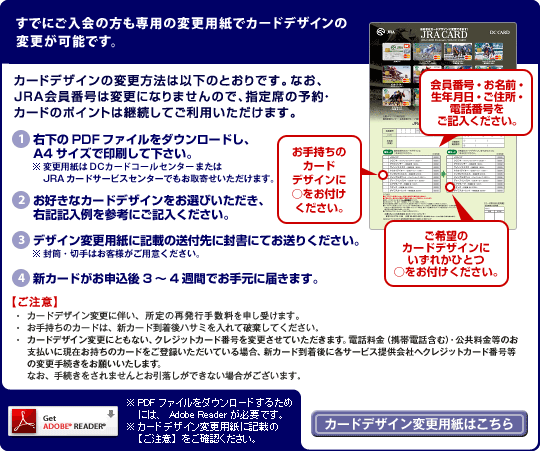 すでにご入会の方も専用の変更用紙でカードデザインの
変更が可能です。
カードデザインの変更方法は以下のとおりです。なお、
JRA会員番号は変更になりませんので、指定席の予約・
カードのポイントは継続してご利用いただけます。
1 右下のPDFファイルをダウンロードし、
A4サイズで印刷して下さい。
※変更用紙はDCカードコールセンターまたは
JRAカードサービスセンターでもお取寄せいただけます。
2 お好きなカードデザインをお選びいただき、
右記記入例を参考にご記入ください。
3 デザイン変更用紙に記載の送付先に封書にてお送りください。
※封筒・切手はお客様がご用意ください。
4 新カードがお申込後3～4週間でお手元に届きます。
JRA
JRA CARD
DC CARD
会員番号・お名前・
生年月日・ご住所・
電話番号を
ご記入ください。
お手持ちの
カード
デザインに
○をお付け
ください。
ご希望の
カードデザインに
いずれかひとつ
○をお付けください。
【ご注意】
・ カードデザイン変更に伴い、所定の再発行手数料を申し受けます。
・ お手持ちのカードは、新カード到着後ハサミを入れて破棄してください。
・ カードデザイン変更にともない、クレジットカード番号を変更させていただきます。電話料金（携帯電話含む）・公共料金等のお
支払いに現在お持ちのカードをご登録いただいている場合、新カード到着後に各サービス提供会社へクレジットカード番号等
の変更手続きをお願いいたします。
なお、手続きをされませんとお引落しができない場合がございます。
Get
ADOBE® READER®
※PDFファイルをダウンロードするため
には、Adobe Readerが必要です。
※カードデザイン変更用紙に記載の
【ご注意】をご確認ください。
カードデザイン変更用紙はこちら